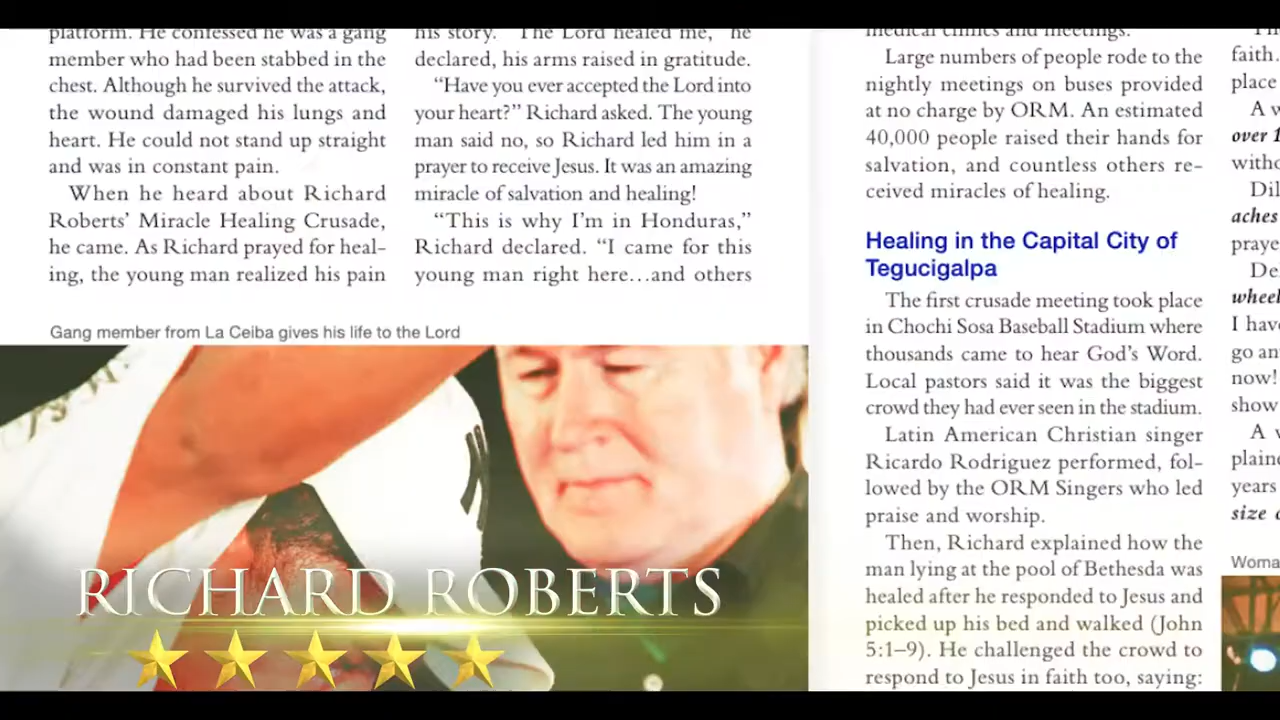 platform. He confessed he was a gang
member who had been stabbed in the
chest. Although he survived the attack,
the wound damaged his lungs and
heart. He could not stand up straight
and was in constant pain.
When he heard about Richard
Roberts’ Miracle Healing Crusade,
he came. As Richard prayed for heal-
ing, the young man realized his pain
his story. “The Lord healed me,” he
declared, his arms raised in gratitude.
“Have you ever accepted the Lord into
your heart?” Richard asked. The young
man said no, so Richard led him in a
prayer to receive Jesus. It was an amazing
miracle of salvation and healing!
“This is why I’m in Honduras,”
Richard declared. “I came for this
young man right here…and others
Gang member from La Ceiba gives his life to the Lord
RICHARD ROBERTS
medical clinics and meetings.
Large numbers of people rode to the
nightly meetings on buses provided
at no charge by ORM. An estimated
40,000 people raised their hands for
salvation, and countless others re-
ceived miracles of healing.
Healing in the Capital City of
Tegucigalpa
The first crusade meeting took place
in Chochi Sosa Baseball Stadium where
thousands came to hear God’s Word.
Local pastors said it was the biggest
crowd they had ever seen in the stadium.
Latin American Christian singer
Ricardo Rodriguez performed, fol-
lowed by the ORM Singers who led
praise and worship.
Then, Richard explained how the
man lying at the pool of Bethesda was
healed after he responded to Jesus and
picked up his bed and walked (John
5:1–9). He challenged the crowd to
respond to Jesus in faith too, saying:
faith.
place
A
over 1
Dil
aches
praye
wheel
I have
go an
now!
show
A
years
size
Woma